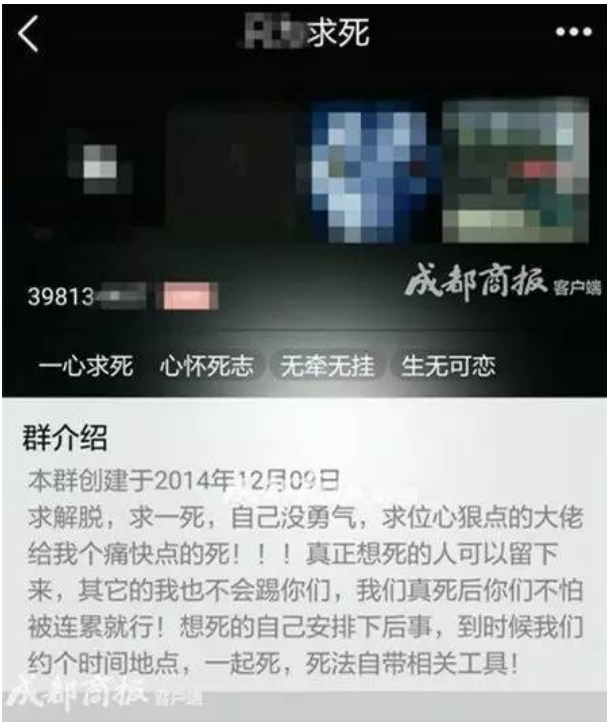 求死
成都商报 客户端
39813
一心求死 心怀死志 无牵无挂 生无可恋
群介绍
本群创建于2014年12月09日
求解脱，求一死，自己没勇气，求位心狠点的大佬
给我个痛快点的死！！！真正想死的人可以留下
来，其它的我也不会踢你们，我们真死后你们不怕
被连累就行！想死的自己安排下后事，到时候我们
约个时间地点，一起死，死法自带相关工具！
成都商报 客户端